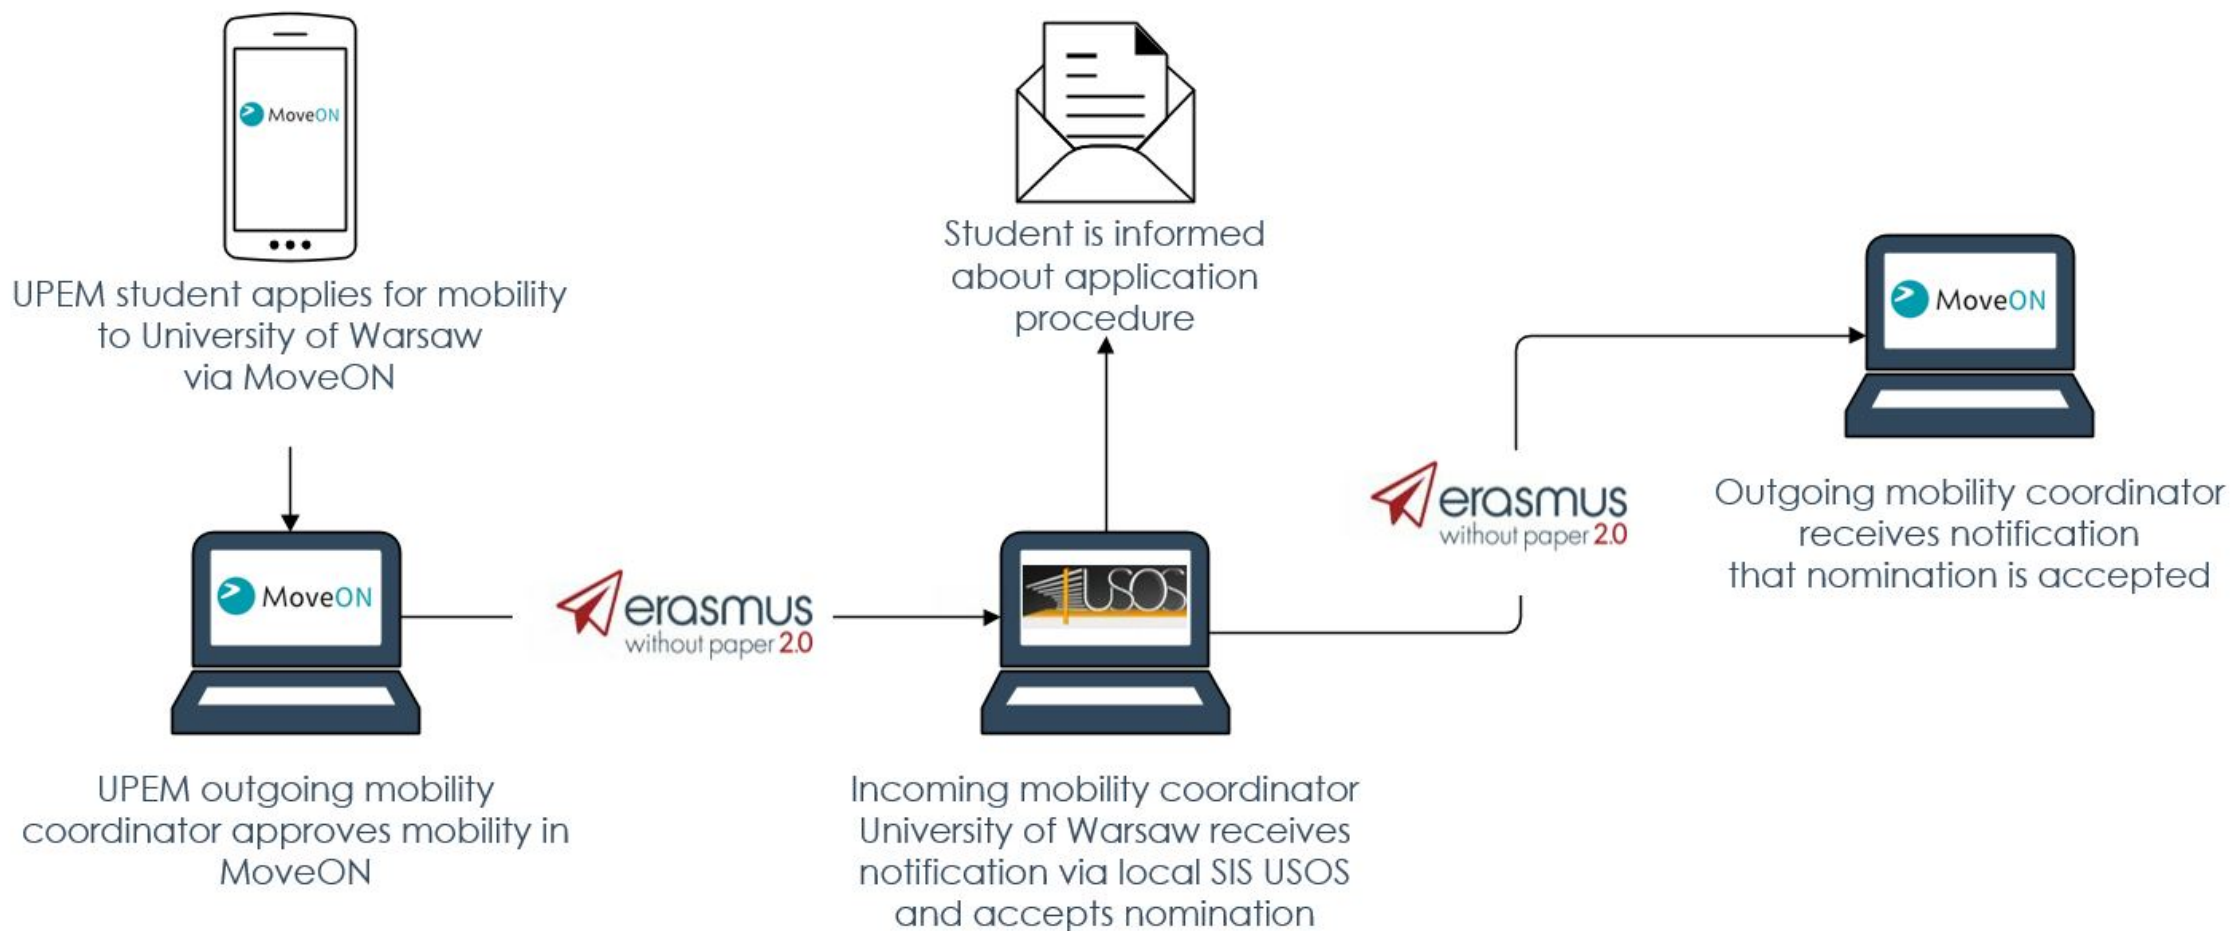 MoveON
UPEM student applies for mobility
to University of Warsaw
via MoveON
MoveON
UPEM outgoing mobility
coordinator approves mobility in
MoveON
erasmus
without paper 2.0
Student is informed
about application
procedure
USOS
Incoming mobility coordinator
University of Warsaw receives
notification via local SIS USOS
and accepts nomination
erasmus
without paper 2.0
MoveON
Outgoing mobility coordinator
receives notification
that nomination is accepted